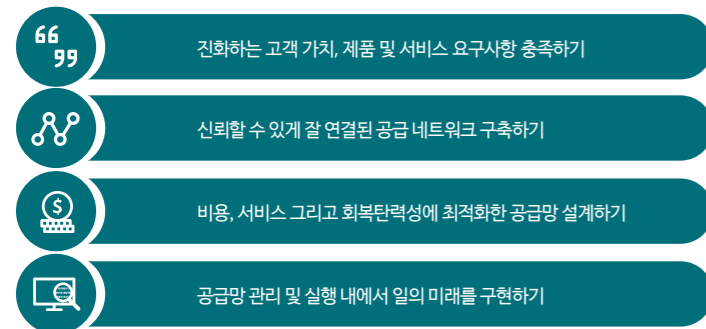 진화하는 고객 가치, 제품 및 서비스 요구사항 충족하기
신뢰할 수 있게 잘 연결된 공급 네트워크 구축하기
비용, 서비스 그리고 회복탄력성에 최적화한 공급망 설계하기
공급망 관리 및 실행 내에서 일의 미래를 구현하기